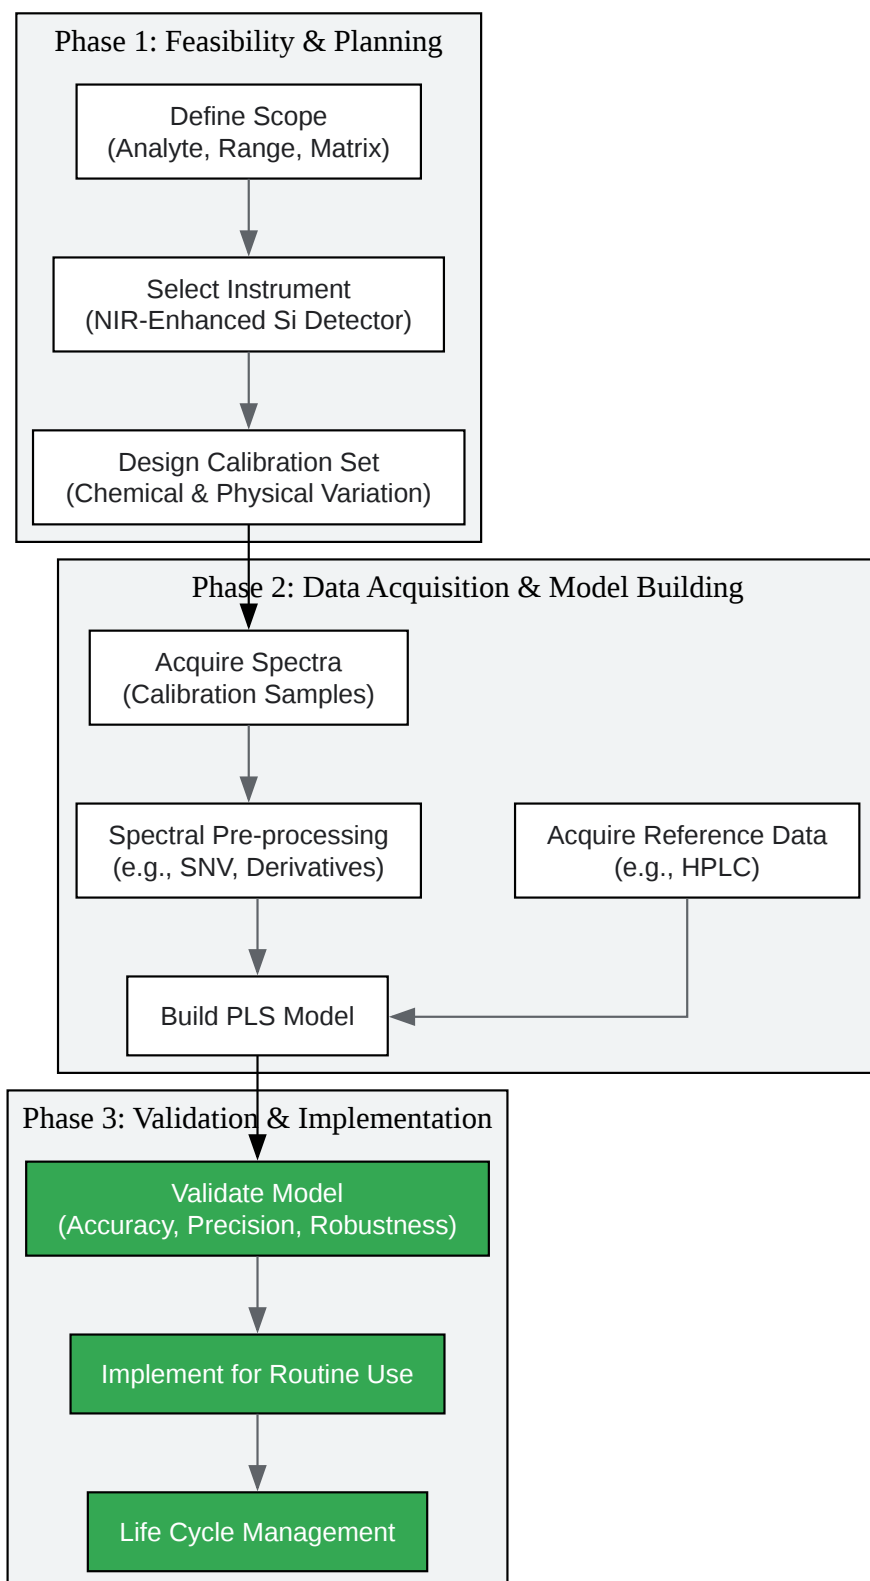 Phase 1: Feasibility & Planning
Define Scope
(Analyte, Range, Matrix)
Select Instrument
(NIR-Enhanced Si Detector)
Design Calibration Set
(Chemical & Physical Variation)
Phase 2: Data Acquisition & Model Building
Acquire Spectra
(Calibration Samples)
Spectral Pre-processing
(e.g., SNV, Derivatives)
Acquire Reference Data
(e.g., HPLC)
Build PLS Model
Phase 3: Validation & Implementation
Validate Model
(Accuracy, Precision, Robustness)
Implement for Routine Use
Life Cycle Management